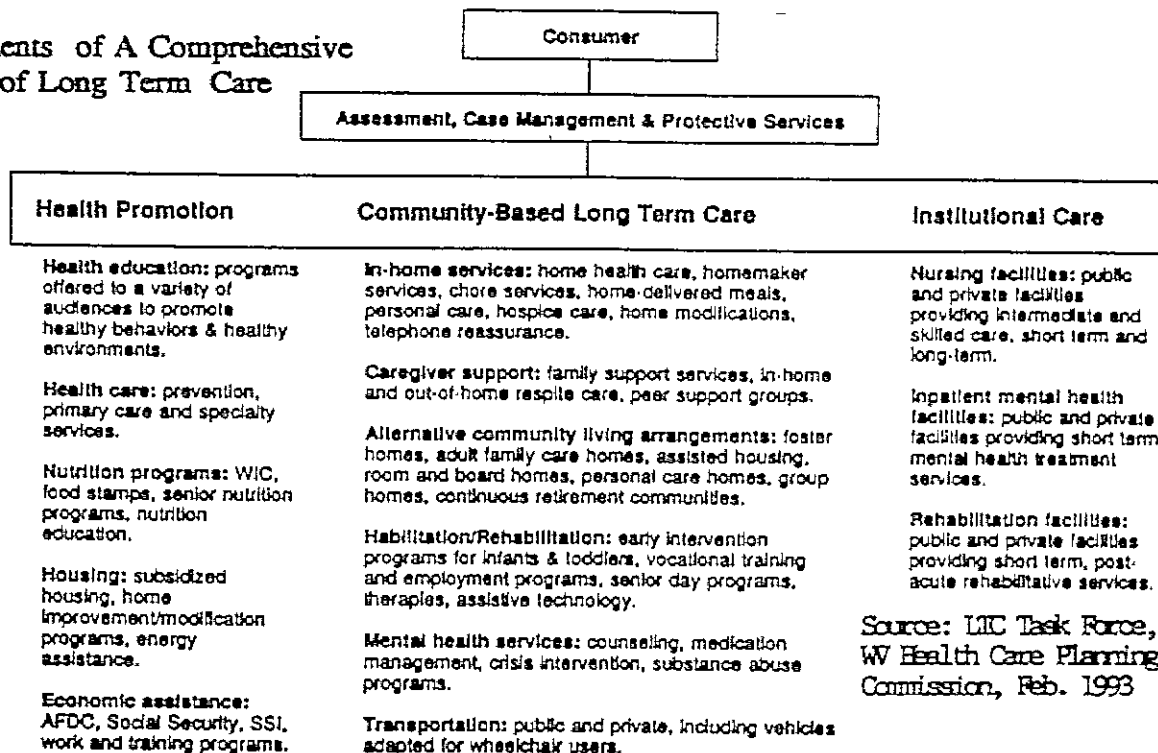 ents of A Comprehensive
of Long Term Care
Consumer
Assessment, Case Management & Protective Services
Health Promotion
Health education: programs
offered to a variety of
audiences to promote
healthy behaviors & healthy
environments.
Health care: prevention,
primary care and specialty
services.
Nutrition programs: WIC,
food stamps, senior nutrition
programs, nutrition
education.
Housing: subsidized
housing, home
improvement/modification
programs, energy
assistance.
Economic assistance:
AFDC, Social Security, SSI,
work and training programs.
Community-Based Long Term Care
In-home services: home health care, homemaker
services, chore services, home-delivered meals,
personal care, hospice care, home modifications,
telephone reassurance.
Caregiver support: family support services, in-home
and out-of-home respite care, peer support groups.
Alternative community living arrangements: foster
homes, adult family care homes, assisted housing,
room and board homes, personal care homes, group
homes, continuous retirement communities.
Habilitation/Rehabilitation: early intervention
programs for infants & toddlers, vocational training
and employment programs, senior day programs,
therapies, assistive technology.
Mental health services: counseling, medication
management, crisis intervention, substance abuse
programs.
Transportation: public and private, including vehicles
adapted for wheelchair users.
Institutional Care
Nursing facilities: public
and private facilities
providing intermediate and
skilled care, short term and
long-term.
Inpatient mental health
facilities: public and private
facilities providing short term
mental health treatment
services.
Rehabilitation facilities:
public and private facilities
providing short term, post-
acute rehabilitative services.
Source: LTC Task Force,
WV Health Care Planning
Commission, Feb. 1993